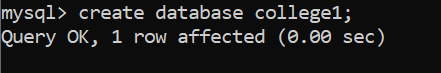 mysql> create database college1;
Query OK, 1 row affected (0.00 sec)